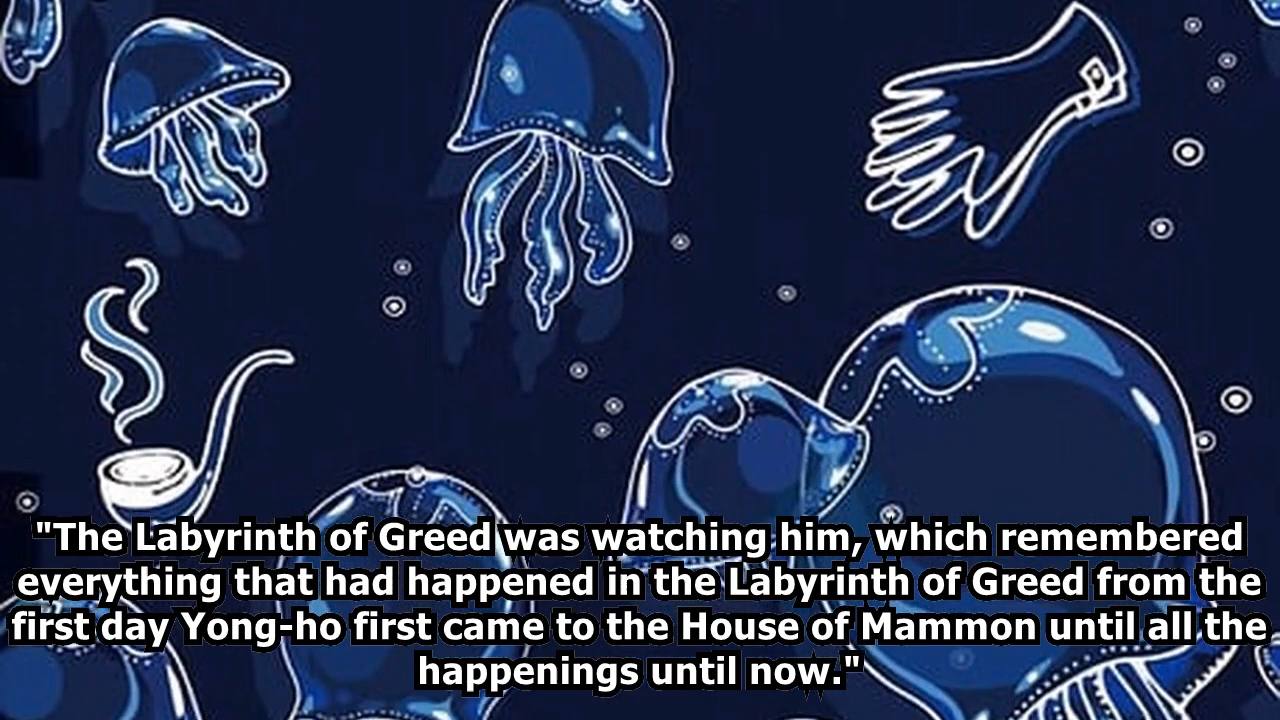 "The Labyrinth of Greed was watching him, which remembered
everything that had happened in the Labyrinth of Greed from the
first day Yong-ho first came to the House of Mammon until all the
happenings until now."